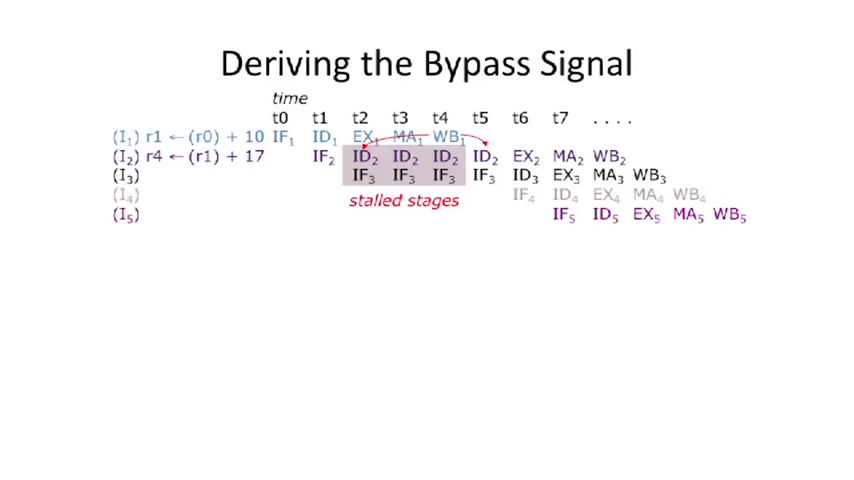 Deriving the Bypass Signal
time
t0 t1 t2 t3 t4 t5 t6 t7 . . . .
(I₁) r1 ← (r0) + 10 IF₁ ID₁ EX₁ MA₁ WB₁
(I₂) r4 ← (r1) + 17 IF₂ ID₂ ID₂ ID₂ ID₂ EX₂ MA₂ WB₂
(I₃) IF₃ IF₃ IF₃ IF₃ ID₃ EX₃ MA₃ WB₃
(I₄) IF₄ ID₄ EX₄ MA₄ WB₄
stalled stages
(I₅) IF₅ ID₅ EX₅ MA₅ WB₅